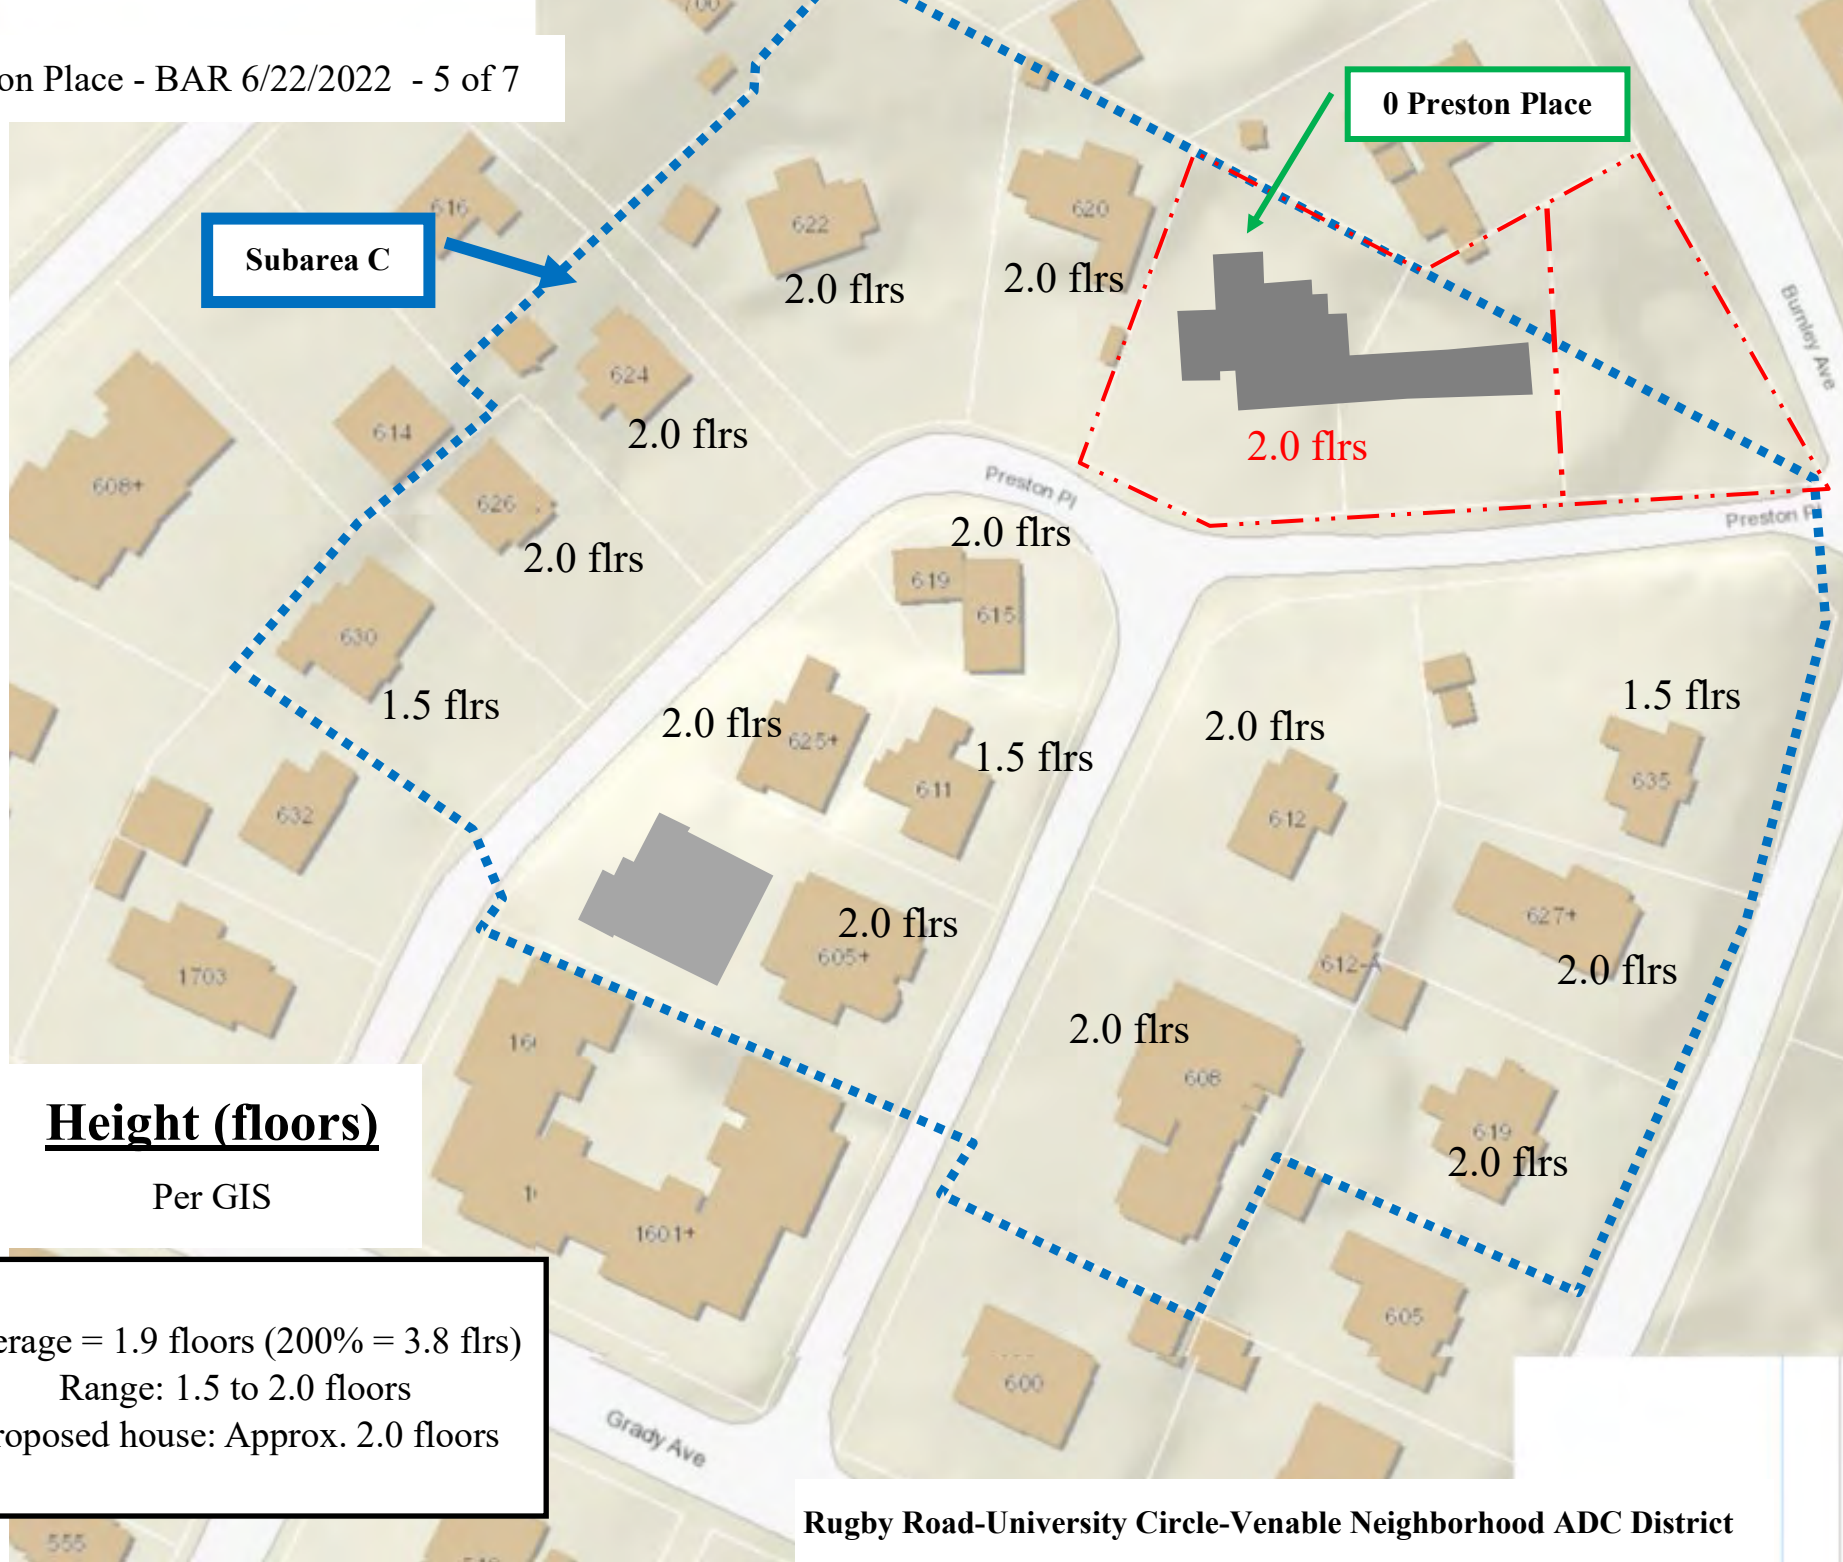 700
on Place - BAR 6/22/2022 - 5 of 7
0 Preston Place
616
622
620
Subarea C
2.0 flrs
2.0 flrs
Burnley Ave
624
2.0 flrs
614
2.0 flrs
608+
626
Preston Pl
Preston Pl
2.0 flrs
2.0 flrs
619
615
630
1.5 flrs
2.0 flrs
625+
1.5 flrs
611
2.0 flrs
1.5 flrs
635
612
632
2.0 flrs
605+
627+
2.0 flrs
612-A
1703
2.0 flrs
608
Height (floors)
Per GIS
619
2.0 flrs
1601+
erage = 1.9 floors (200% = 3.8 flrs)
Range: 1.5 to 2.0 floors
roposed house: Approx. 2.0 floors
605
600
Grady Ave
Rugby Road-University Circle-Venable Neighborhood ADC District
555